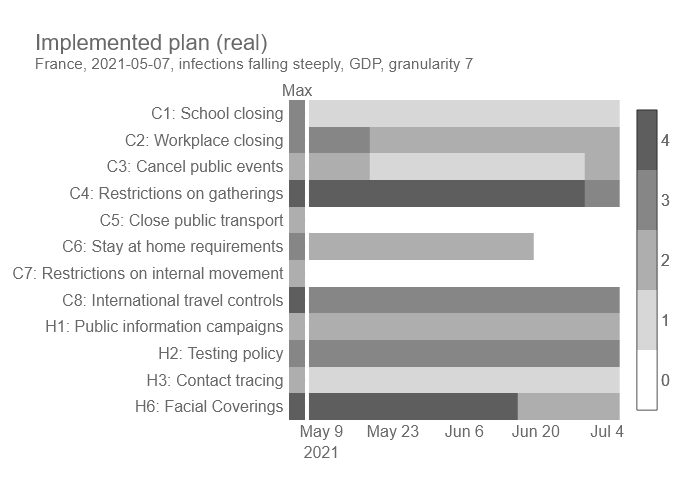 Implemented plan (real)
France, 2021-05-07, infections falling steeply, GDP, granularity 7
Max
C1: School closing
C2: Workplace closing
C3: Cancel public events
C4: Restrictions on gatherings
C5: Close public transport
C6: Stay at home requirements
C7: Restrictions on internal movement
C8: International travel controls
H1: Public information campaigns
H2: Testing policy
H3: Contact tracing
H6: Facial Coverings
May 9 May 23 Jun 6 Jun 20 Jul 4
2021
4
3
2
1
0